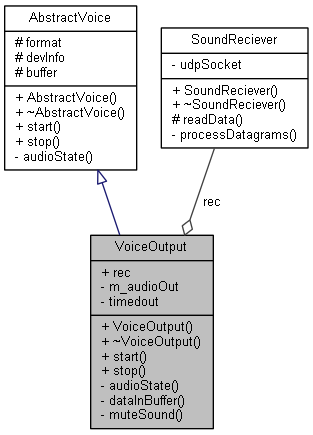 AbstractVoice
# format
# devInfo
# buffer
+ AbstractVoice()
+ ~AbstractVoice()
+ start()
+ stop()
- audioState()
SoundReciever
- udpSocket
+ SoundReciever()
+ ~SoundReciever()
# readData()
- processDatagrams()
rec
VoiceOutput
+ rec
- m_audioOut
- timedout
+ VoiceOutput()
+ ~VoiceOutput()
+ start()
+ stop()
- audioState()
- dataInBuffer()
- muteSound()